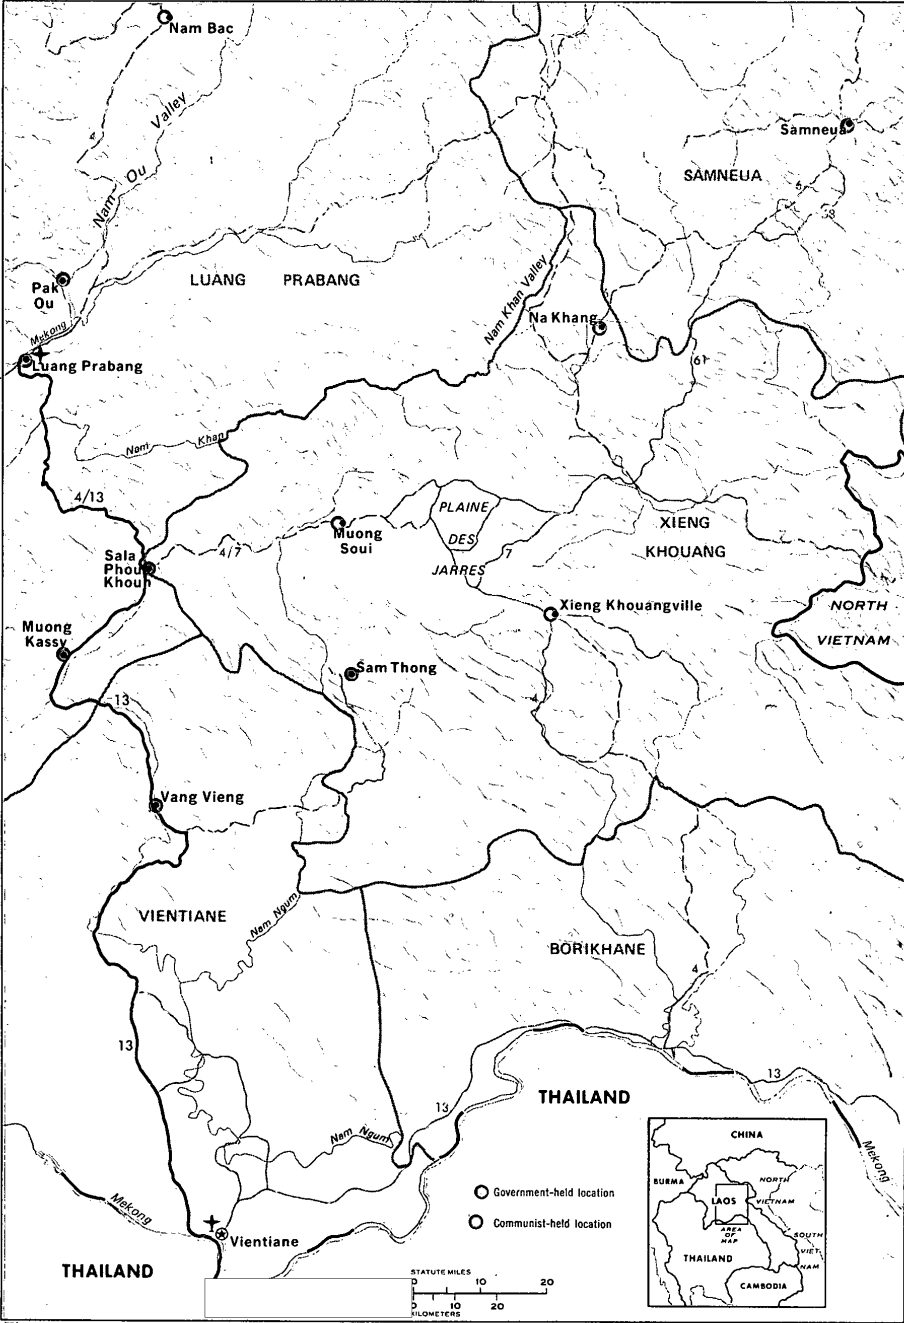 Nam Bac
Valley
4
Ou
Nam
Samneua
SAMNEUA
6
68
LUANG PRABANG
Nam Khan Valley
Pak
Ou
Mekong
Na Khang
Luang Prabang
61
Nam Khan
4/13
PLAINE
DES
JARRES
Muong
Soui
4/7
7
XIENG
KHOUANG
Sala
Phou
Khoun
Xieng Khouangville
NORTH
VIETNAM
Muong
Kassy
Sam Thong
13
4
Vang Vieng
VIENTIANE
Nam Ngum
BORIKHANE
4
13
13
THAILAND
13
Nam Ngum
Mekong
Mekong
Government-held location
Communist-held location
Vientiane
THAILAND
STATUTE MILES
0 10 20
0 10 20
KILOMETERS
CHINA
BURMA
NORTH
VIETNAM
LAOS
AREA
OF
MAP
SOUTH
VIET
NAM
THAILAND
CAMBODIA